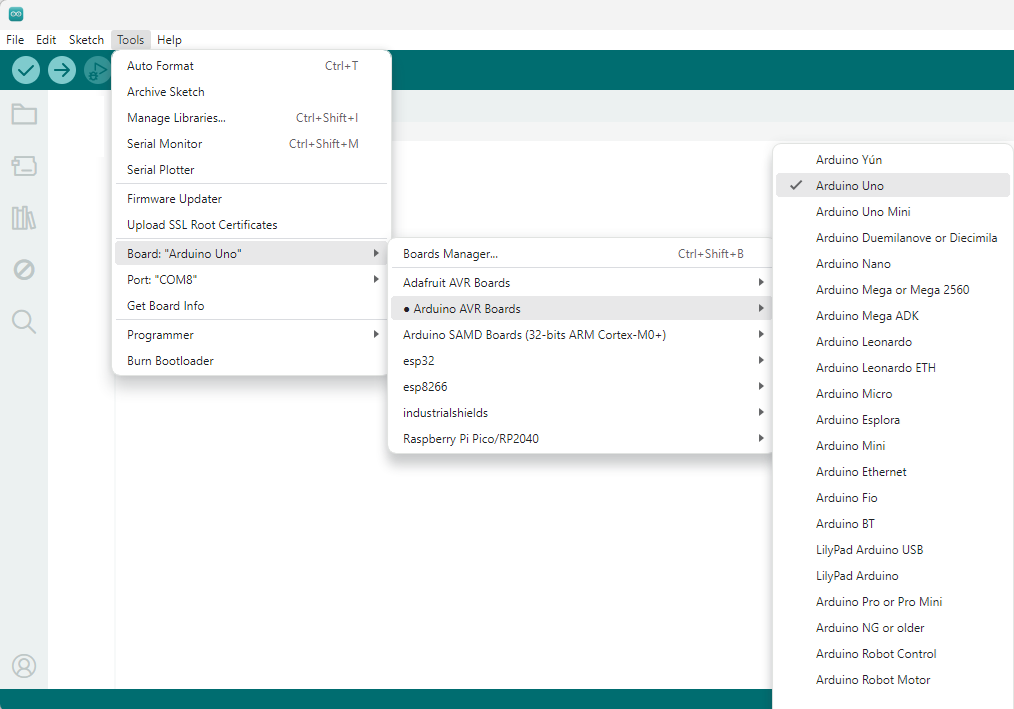 File Edit Sketch Tools Help
Auto Format Ctrl+T
Archive Sketch
Manage Libraries... Ctrl+Shift+I
Serial Monitor Ctrl+Shift+M
Serial Plotter
Firmware Updater
Upload SSL Root Certificates
Board: "Arduino Uno"
Port: "COM8"
Get Board Info
Programmer
Burn Bootloader
Boards Manager... Ctrl+Shift+B
Adafruit AVR Boards
● Arduino AVR Boards
Arduino SAMD Boards (32-bits ARM Cortex-M0+)
esp32
esp8266
industrialshields
Raspberry Pi Pico/RP2040
Arduino Yún
Arduino Uno
Arduino Uno Mini
Arduino Duemilanove or Diecimila
Arduino Nano
Arduino Mega or Mega 2560
Arduino Mega ADK
Arduino Leonardo
Arduino Leonardo ETH
Arduino Micro
Arduino Esplora
Arduino Mini
Arduino Ethernet
Arduino Fio
Arduino BT
LilyPad Arduino USB
LilyPad Arduino
Arduino Pro or Pro Mini
Arduino NG or older
Arduino Robot Control
Arduino Robot Motor